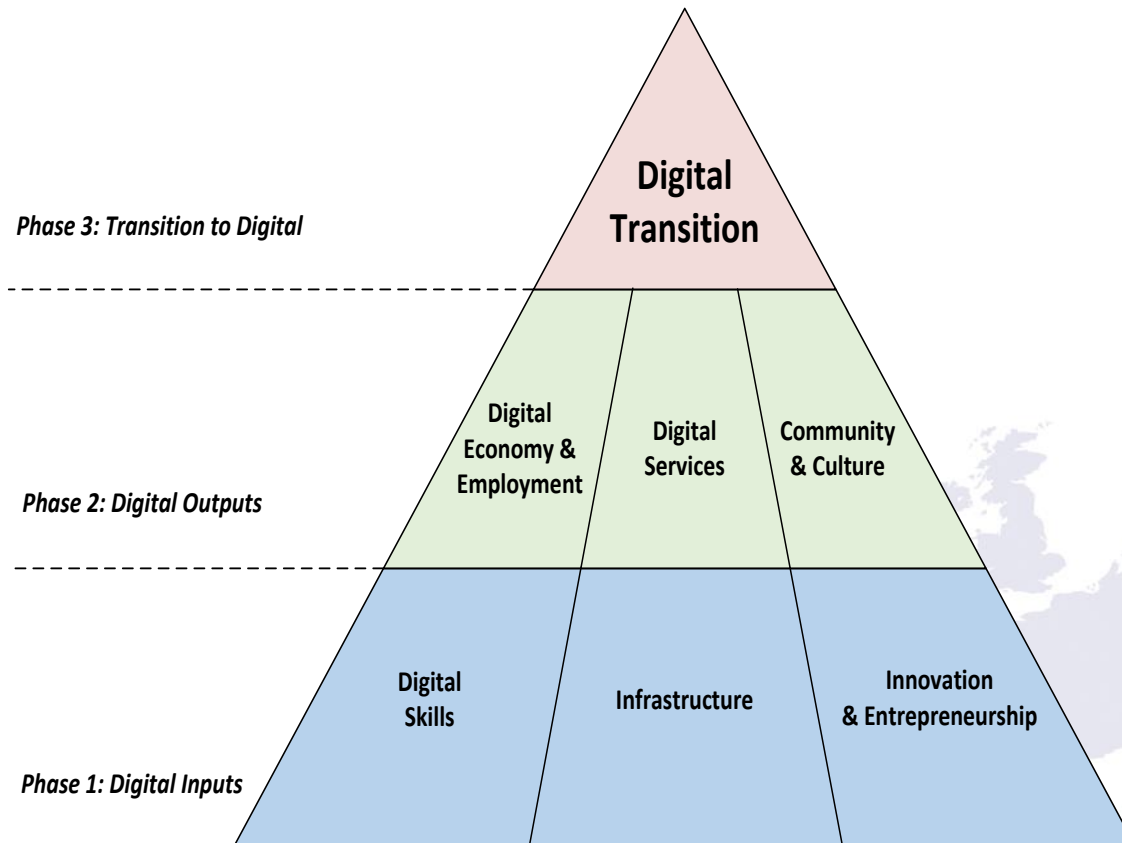 Digital
Transition
Phase 3: Transition to Digital
Digital
Economy &
Employment
Digital
Services
Community
& Culture
Phase 2: Digital Outputs
Digital
Skills
Infrastructure
Innovation
& Entrepreneurship
Phase 1: Digital Inputs